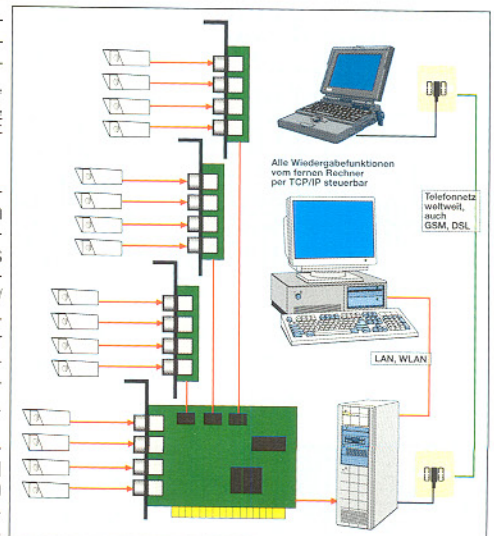 Alle Wiedergabefunktionen
vom fernen Rechner
per TCP/IP steuerbar
Telefonnetz
weltweit,
auch
GSM, DSL
LAN, WLAN